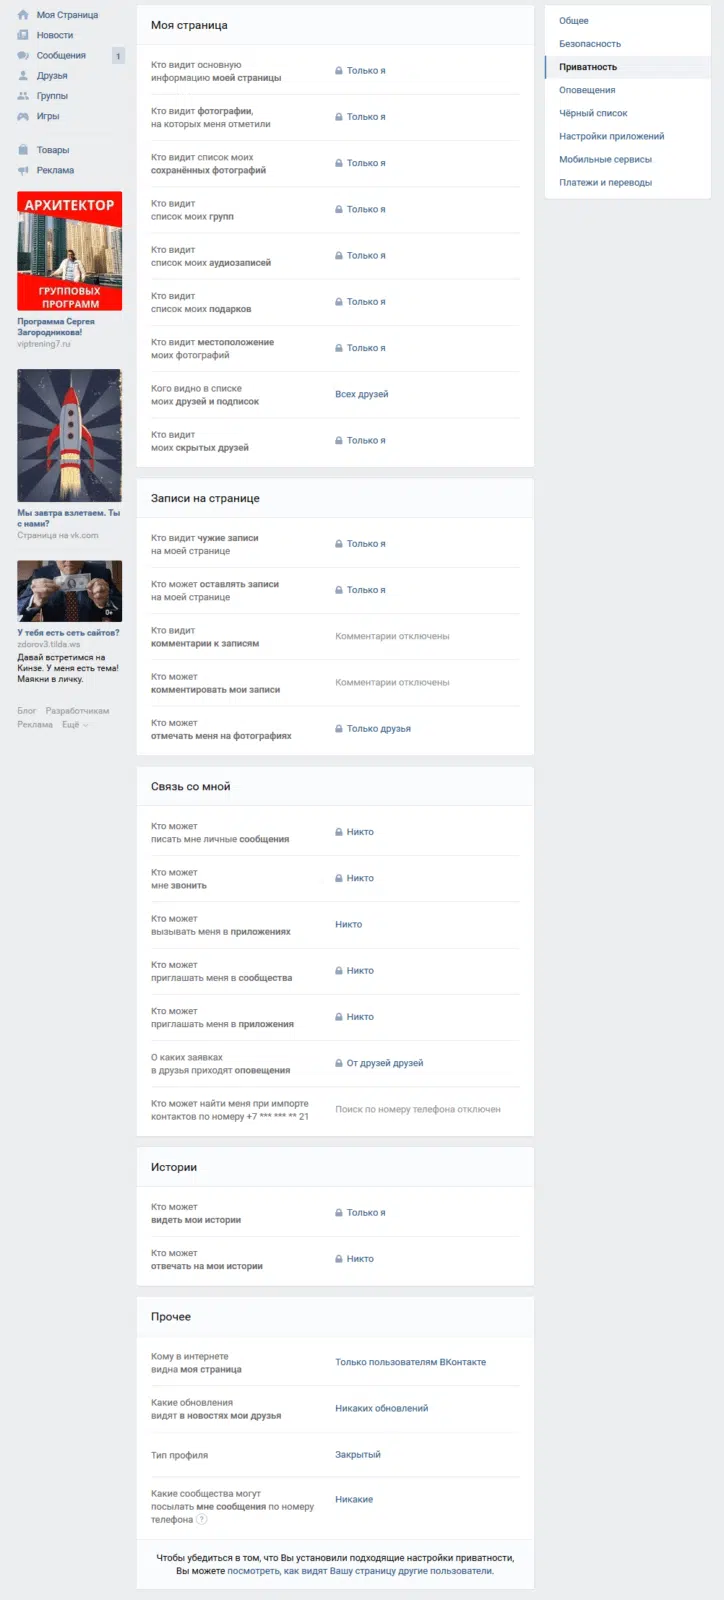 Моя Страница
Новости
Сообщения 1
Друзья
Группы
Игры
Товары
Реклама
АРХИТЕКТОР
ГРУППОВЫХ
ПРОГРАММ
Программа Сергея
Загородникова!
viptrening7.ru
Мы завтра взлетаем. Ты
с нами?
Страница на vk.com
0+
У тебя есть сеть сайтов?
zdorov3.tilda.ws
Давай встретимся на
Кинзе. У меня есть тема!
Маякни в личку.
Блог Разработчикам
Реклама Ещё
Моя страница
Кто видит основную
информацию моей страницы
Только я
Кто видит фотографии,
на которых меня отметили
Только я
Кто видит список моих
сохранённых фотографий
Только я
Кто видит
список моих групп
Только я
Кто видит
список моих аудиозаписей
Только я
Кто видит
список моих подарков
Только я
Кто видит местоположение
моих фотографий
Только я
Кого видно в списке
моих друзей и подписок
Всех друзей
Кто видит
моих скрытых друзей
Только я
Записи на странице
Кто видит чужие записи
на моей странице
Только я
Кто может оставлять записи
на моей странице
Только я
Кто видит
комментарии к записям
Комментарии отключены
Кто может
комментировать мои записи
Комментарии отключены
Кто может
отмечать меня на фотографиях
Только друзья
Связь со мной
Кто может
писать мне личные сообщения
Никто
Кто может
мне звонить
Никто
Кто может
вызывать меня в приложениях
Никто
Кто может
приглашать меня в сообщества
Никто
Кто может
приглашать меня в приложения
Никто
О каких заявках
в друзья приходят оповещения
От друзей друзей
Кто может найти меня при импорте
контактов по номеру +7 *** *** ** 21
Поиск по номеру телефона отключен
Истории
Кто может
видеть мои истории
Только я
Кто может
отвечать на мои истории
Никто
Прочее
Кому в интернете
видна моя страница
Только пользователям ВКонтакте
Какие обновления
видят в новостях мои друзья
Никаких обновлений
Тип профиля
Закрытый
Какие сообщества могут
посылать мне сообщения по номеру
телефона ?
Никакие
Чтобы убедиться в том, что Вы установили подходящие настройки приватности,
Вы можете посмотреть, как видят Вашу страницу другие пользователи.
Общее
Безопасность
Приватность
Оповещения
Чёрный список
Настройки приложений
Мобильные сервисы
Платежи и переводы